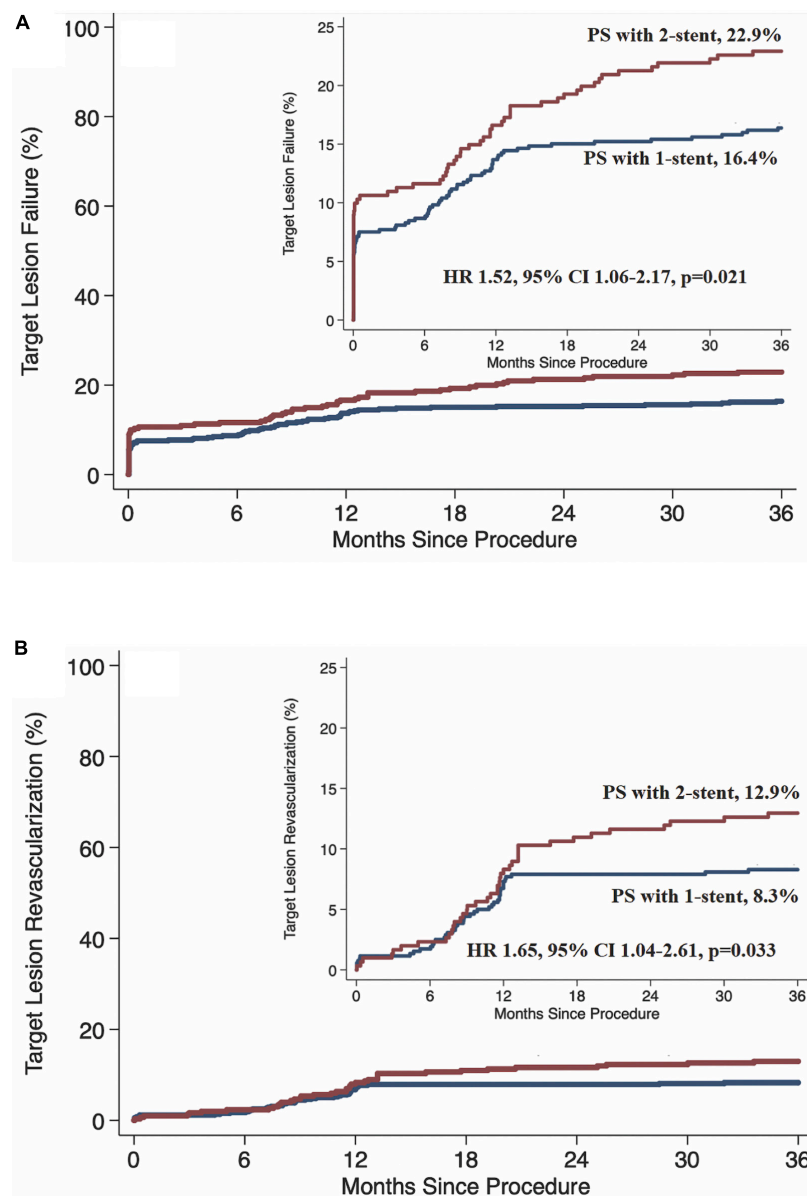 A
Target Lesion Failure (%)
100
80
60
40
20
0
0 6 12 18 24 30 36
Months Since Procedure
Target Lesion Failure (%)
25
20
15
10
5
0
PS with 2-stent, 22.9%
PS with 1-stent, 16.4%
HR 1.52, 95% CI 1.06-2.17, p=0.021
0 6 12 18 24 30 36
Months Since Procedure
B
Target Lesion Revascularization (%)
100
80
60
40
20
0
0 6 12 18 24 30 36
Months Since Procedure
Target Lesion Revascularization (%)
25
20
15
10
5
0
PS with 2-stent, 12.9%
PS with 1-stent, 8.3%
HR 1.65, 95% CI 1.04-2.61, p=0.033
0 6 12 18 24 30 36
Months Since Procedure